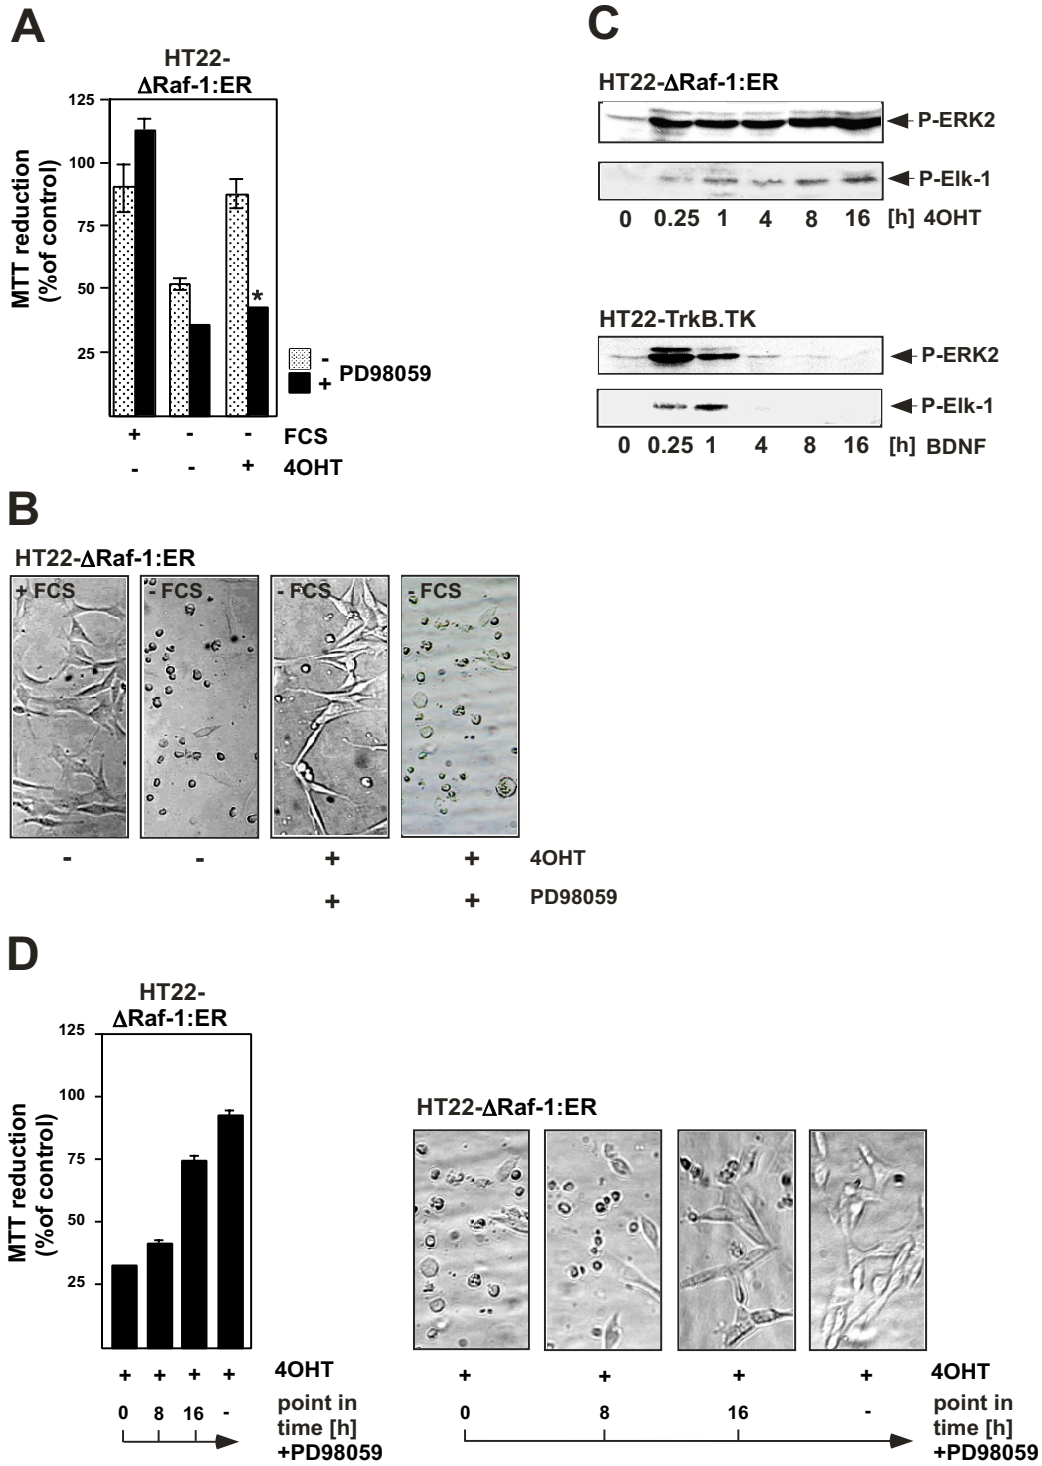 A
HT22-
ΔRaf-1:ER
125
100
75
50
25
MTT reduction
(%of control)
*
-
+
PD98059
+ - - FCS
- - + 4OHT
C
HT22-ΔRaf-1:ER
P-ERK2
P-Elk-1
0 0.25 1 4 8 16 [h] 4OHT
HT22-TrkB.TK
P-ERK2
P-Elk-1
0 0.25 1 4 8 16 [h] BDNF
B
HT22-ΔRaf-1:ER
+ FCS - FCS - FCS - FCS
- - + + 4OHT
+ + PD98059
D
HT22-
ΔRaf-1:ER
125
100
75
50
25
MTT reduction
(%of control)
+ + + + 4OHT
0 8 16 - point in
time [h]
+PD98059
HT22-ΔRaf-1:ER
+ + + + 4OHT
0 8 16 - point in
time [h]
+PD98059